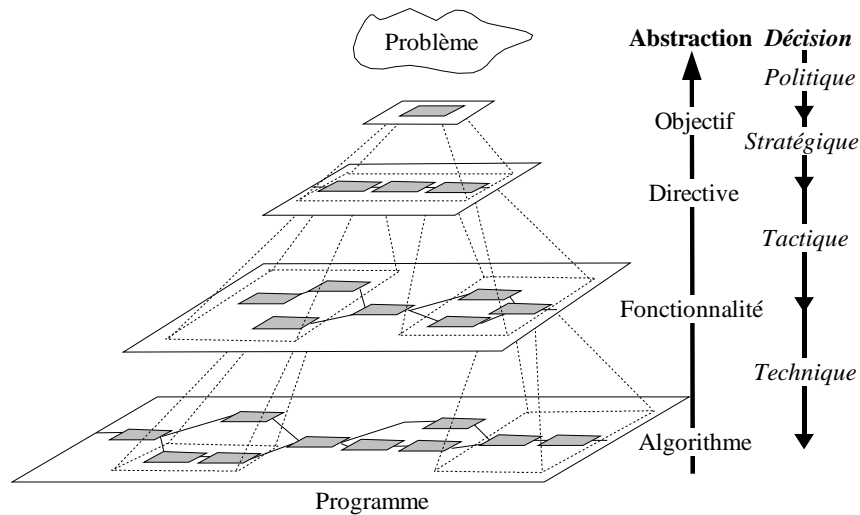 Problème
Abstraction Décision
Politique
Objectif
Stratégique
Directive
Tactique
Fonctionnalité
Technique
Algorithme
Programme